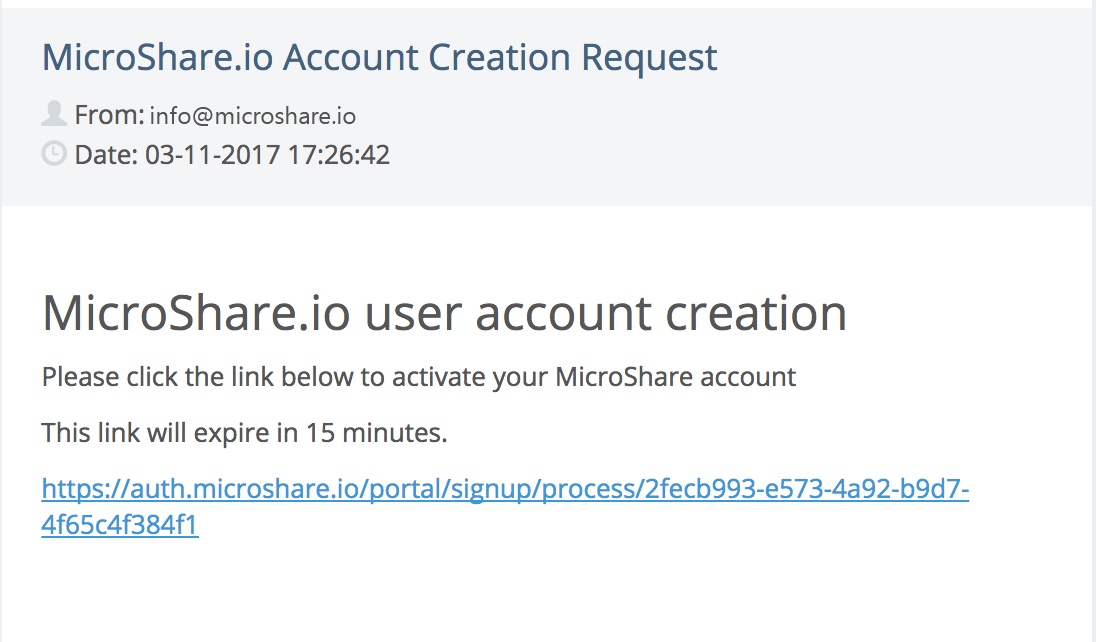 MicroShare.io Account Creation Request
From: info@microshare.io
Date: 03-11-2017 17:26:42
MicroShare.io user account creation
Please click the link below to activate your MicroShare account
This link will expire in 15 minutes.
https://auth.microshare.io/portal/signup/process/2fecb993-e573-4a92-b9d7-
4f65c4f384f1